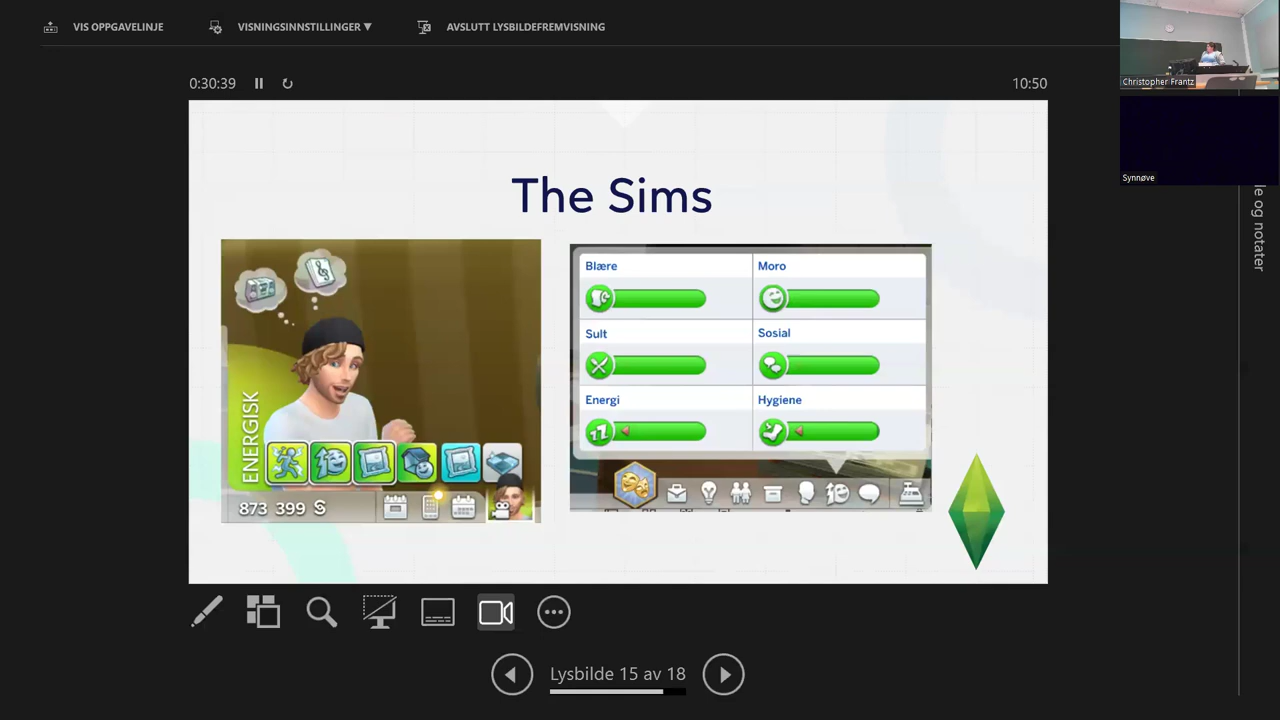 VIS OPPGAVELINJE
VISNINGSINNSTILLINGER ▼
AVSLUTT LYSBILDEFREMVISNING
0:30:39
10:50
Christopher Frantz
Synnøve
le og notater
The Sims
ENERGISK
873 399 S
Blære
Moro
Sult
Sosial
Energi
Hygiene
Lysbilde 15 av 18